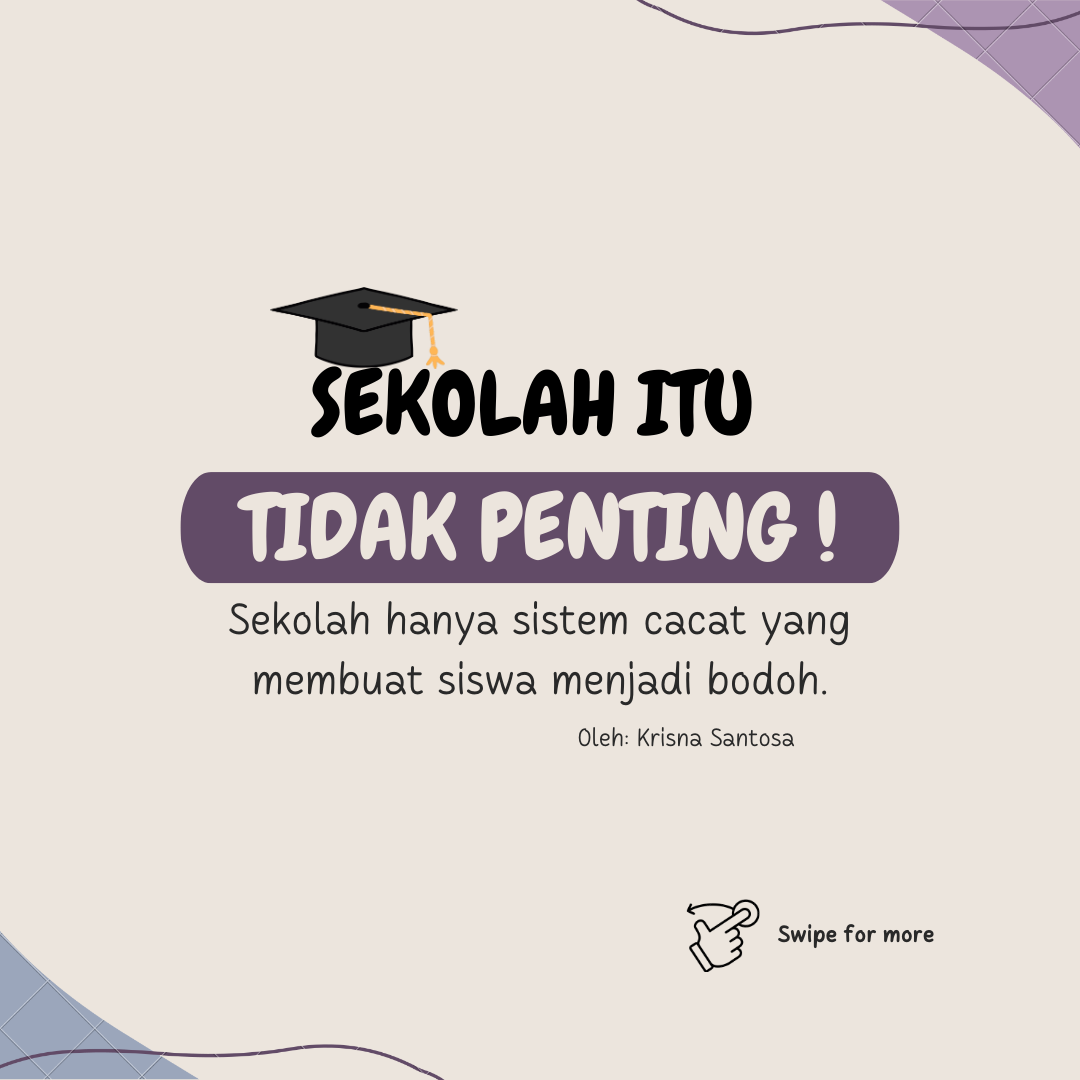 SEKOLAH ITU
TIDAK PENTING !
Sekolah hanya sistem cacat yang
membuat siswa menjadi bodoh.
Oleh: Krisna Santosa
Swipe for more